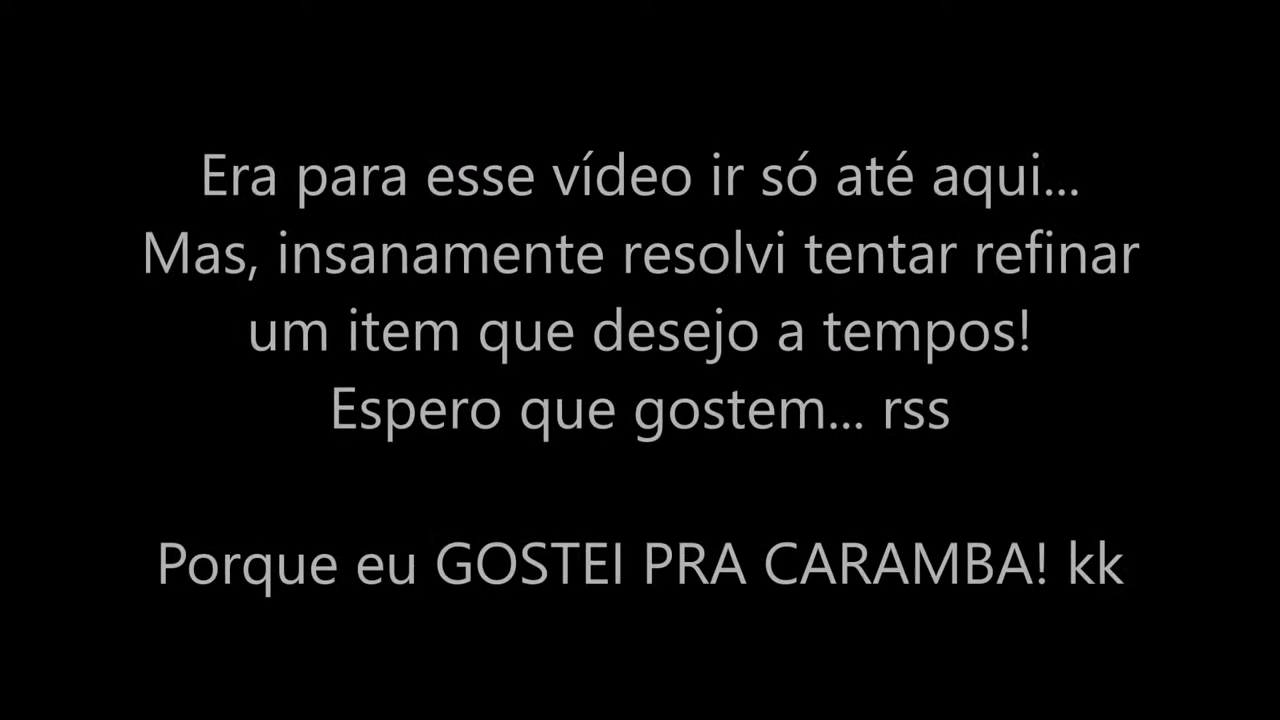 Era para esse vídeo ir só até aqui...
Mas, insanamente resolvi tentar refinar
um item que desejo a tempos!
Espero que gostem... rss
Porque eu GOSTEI PRA CARAMBA! kk